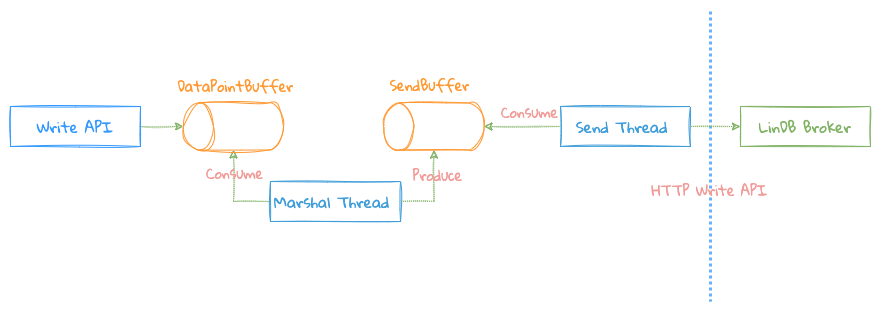 DataPointBuffer
SendBuffer
Write API
Consume
Send Thread
LinDB Broker
Consume
Produce
Marshal Thread
HTTP Write API